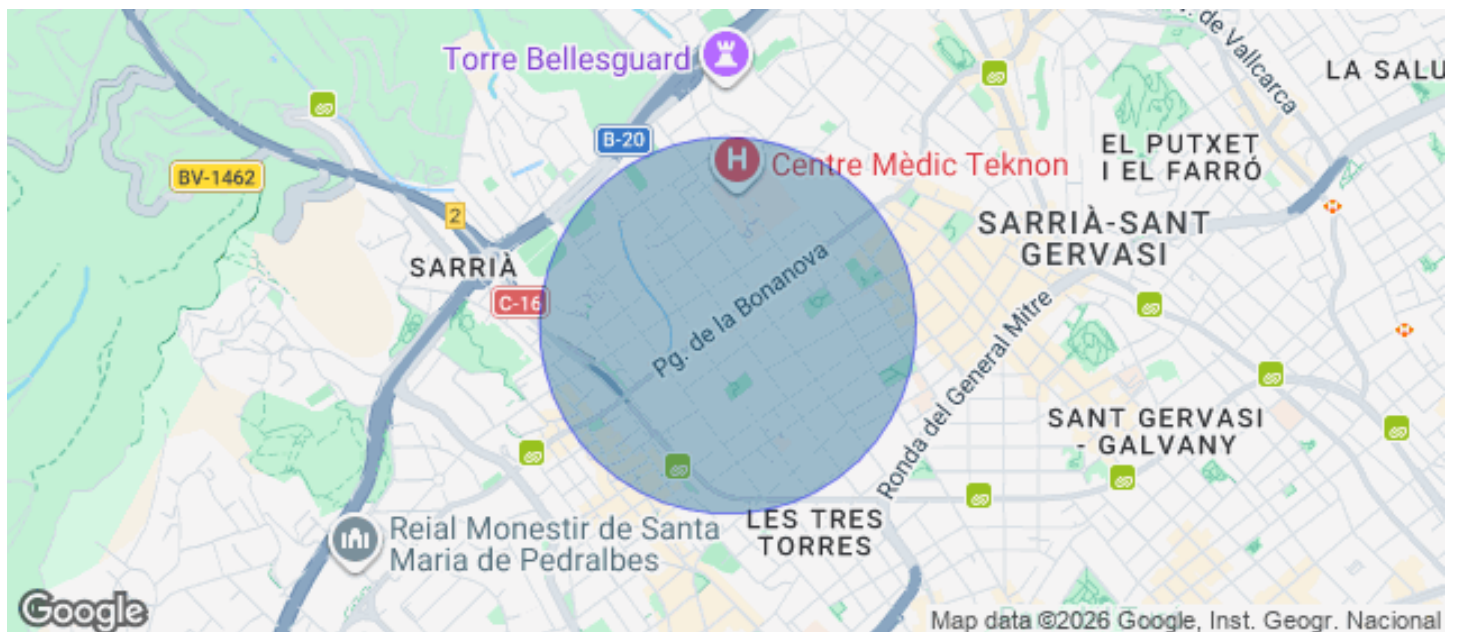 Torre Bellesguard
de Vallcarca
LA SALU
B-20
EL PUTXET
I EL FARRÓ
H
Centre Mèdic Teknon
BV-1462
2
SARRIÀ-SANT
GERVASI
SARRIÀ
C-16
Pg. de la Bonanova
Ronda del General Mitre
SANT GERVASI
- GALVANY
LES TRES
TORRES
Reial Monestir de Santa
Maria de Pedralbes
Google
Map data ©2026 Google, Inst. Geogr. Nacional